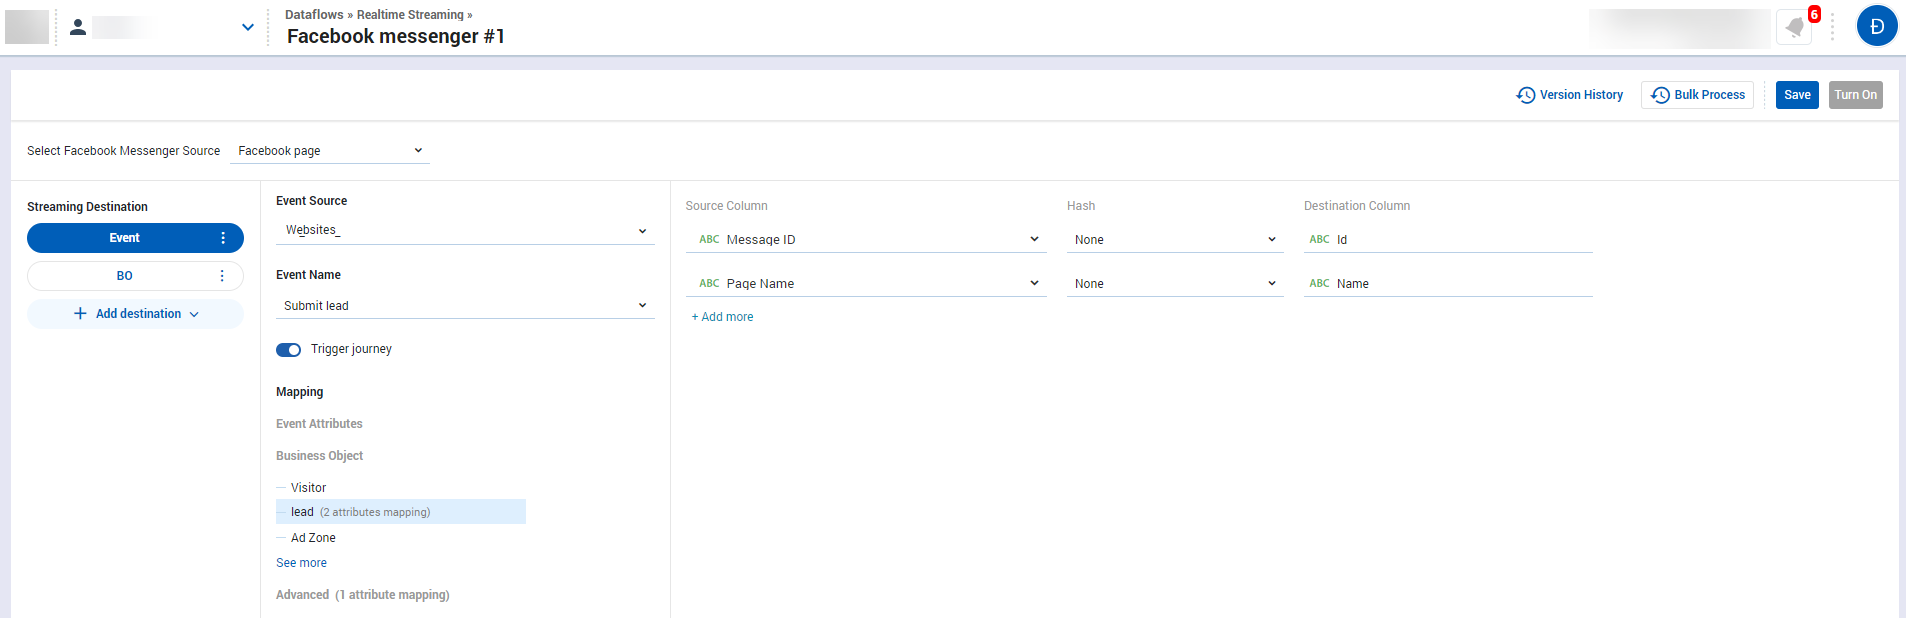 Dataflows » Realtime Streaming »
Facebook messenger #1
6
Đ
Version History
Bulk Process
Save
Turn On
Select Facebook Messenger Source
Facebook page
Streaming Destination
Event
BO
+ Add destination
Event Source
Websites_
Event Name
Submit lead
Trigger journey
Mapping
Event Attributes
Business Object
Visitor
lead (2 attributes mapping)
Ad Zone
See more
Advanced (1 attribute mapping)
Source Column Hash Destination Column
ABC Message ID None ABC Id
ABC Page Name None ABC Name
+ Add more